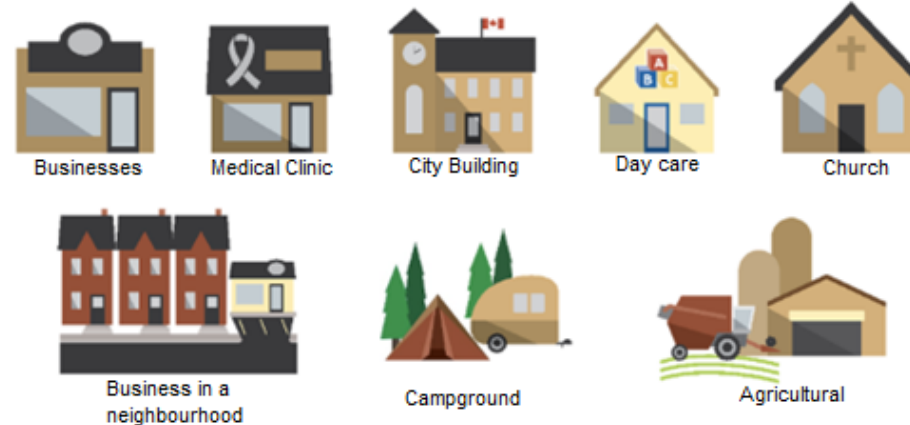 A
B C
Businesses
Medical Clinic
City Building
Day care
Church
Business in a
neighbourhood
Campground
Agricultural